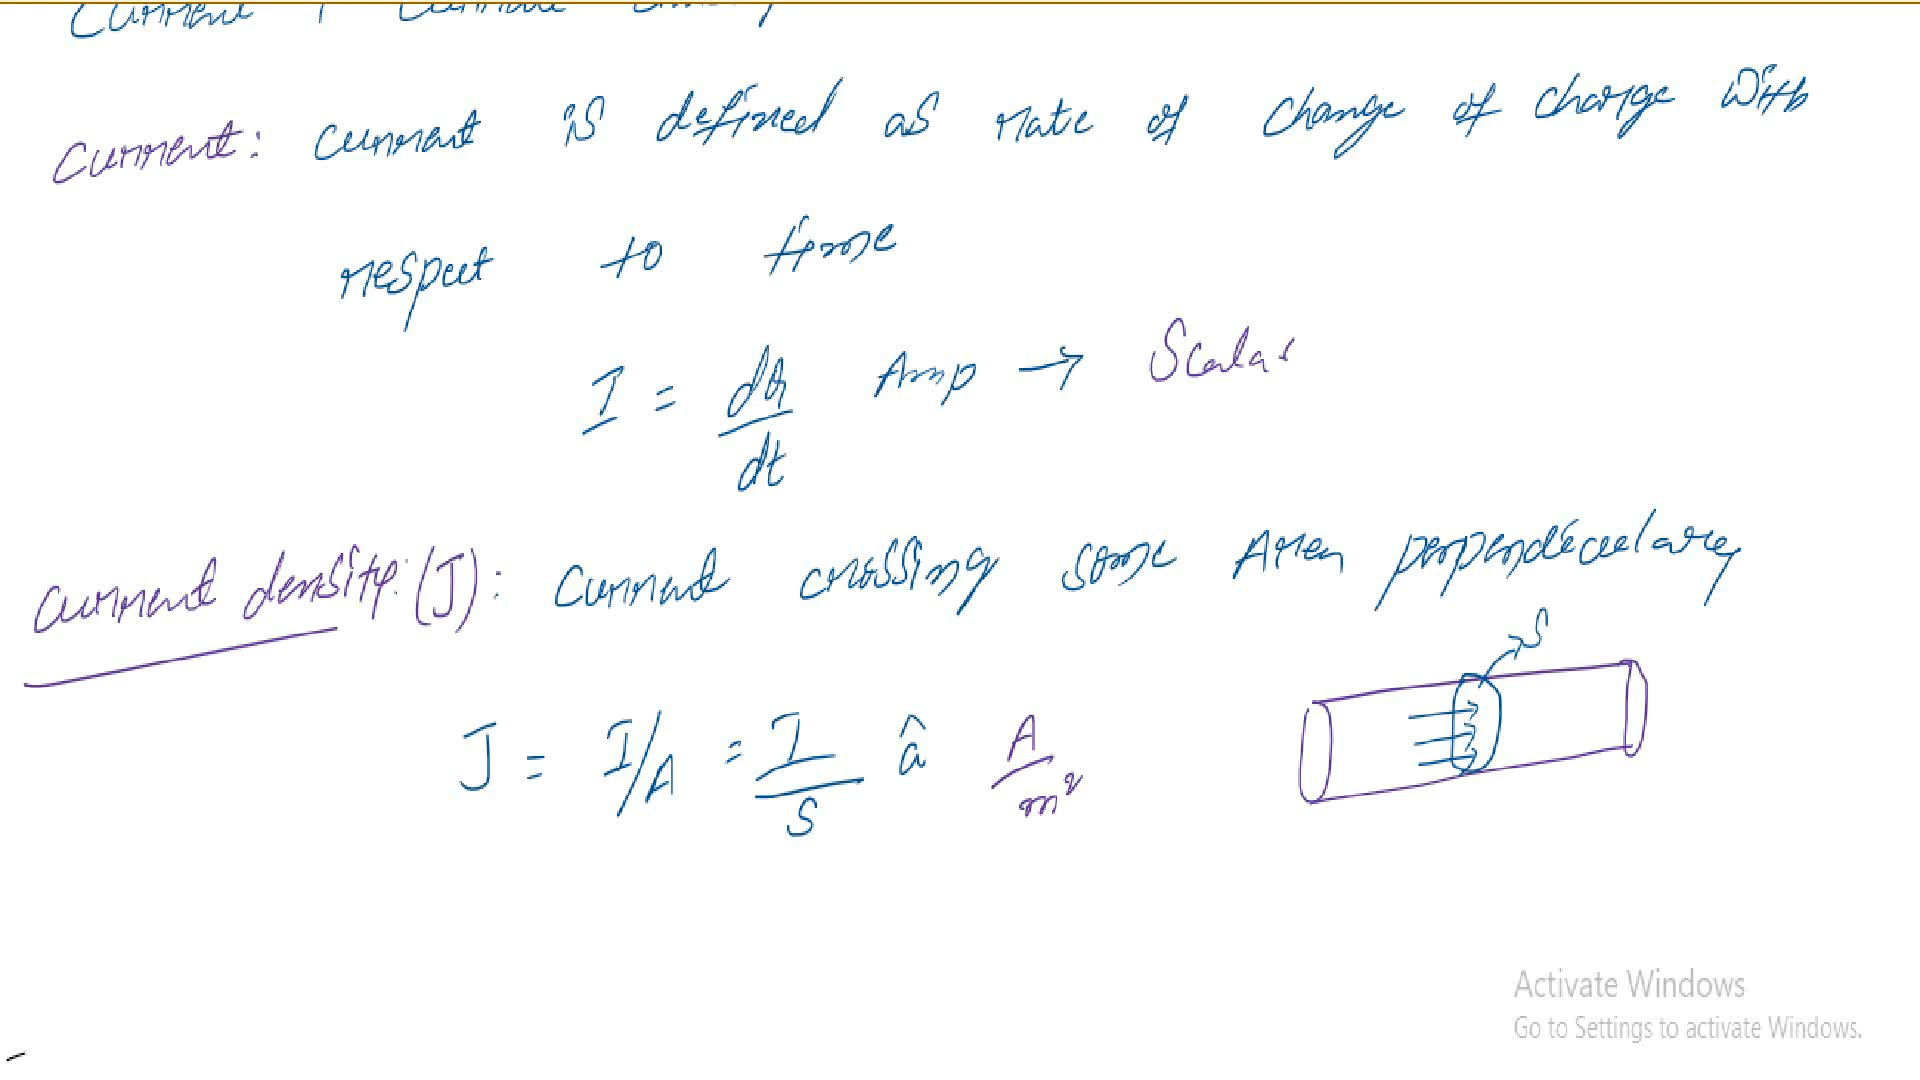 Current: Current is defined as rate of change of charge with
respect to time
I = dQ/dt Amp → Scalar
Current density: (J): Current crossing some Area perpendicularly
S
J = I/A = I/S â A/m²
Activate Windows
Go to Settings to activate Windows.